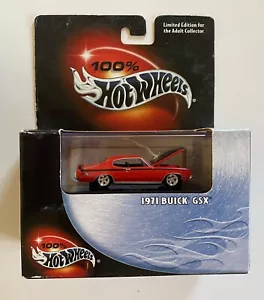 Limited Edition for
the Adult Collector
100%
HOT WHEELS
1971 BUICK GSX
100%
HOT WHEELS